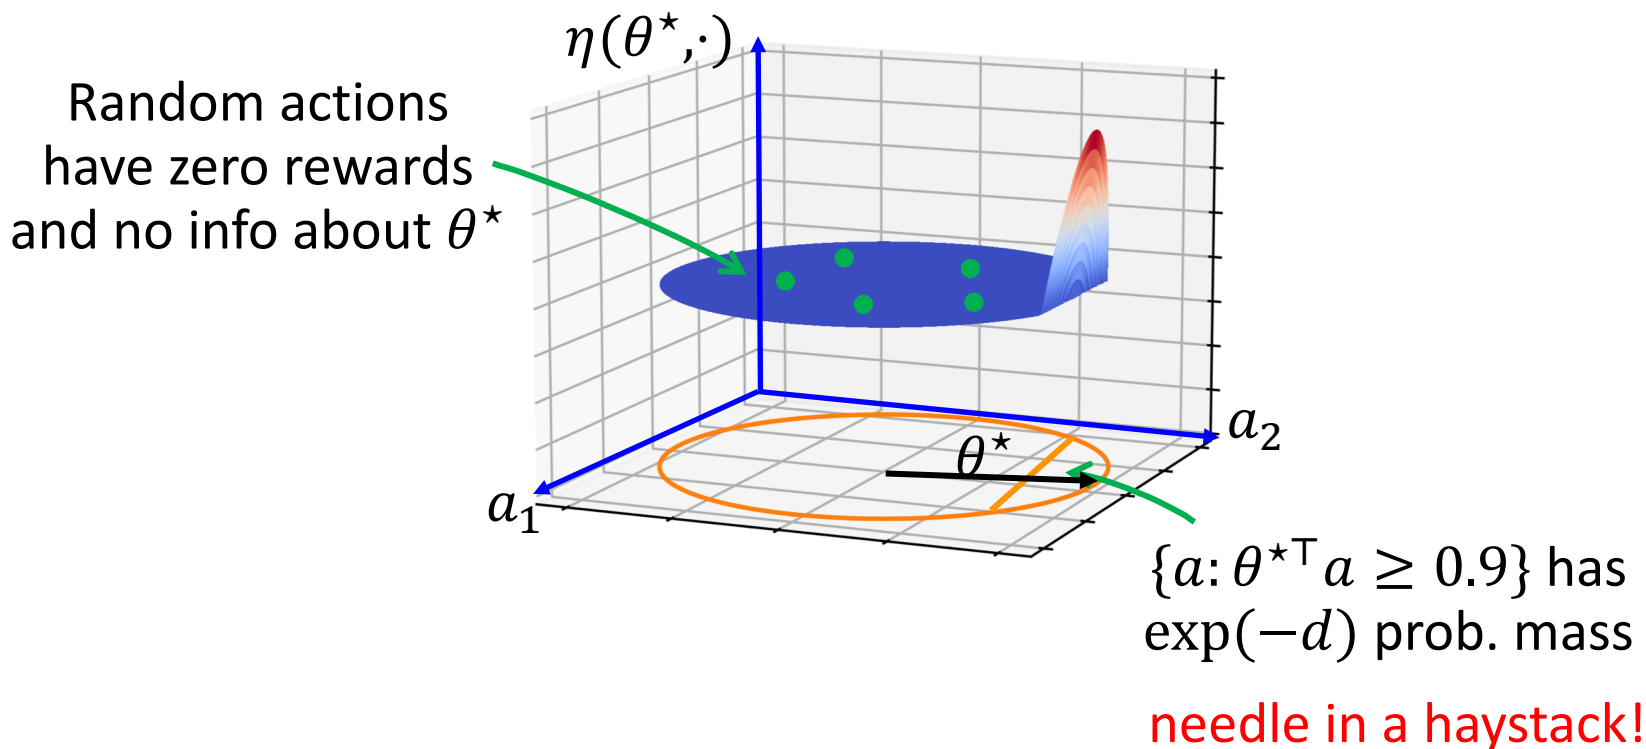 η(θ⋆,·)
Random actions
have zero rewards
and no info about θ⋆
θ⋆
a₂
a₁
{a: θ⋆⊤a ≥ 0.9} has
exp(−d) prob. mass
needle in a haystack!